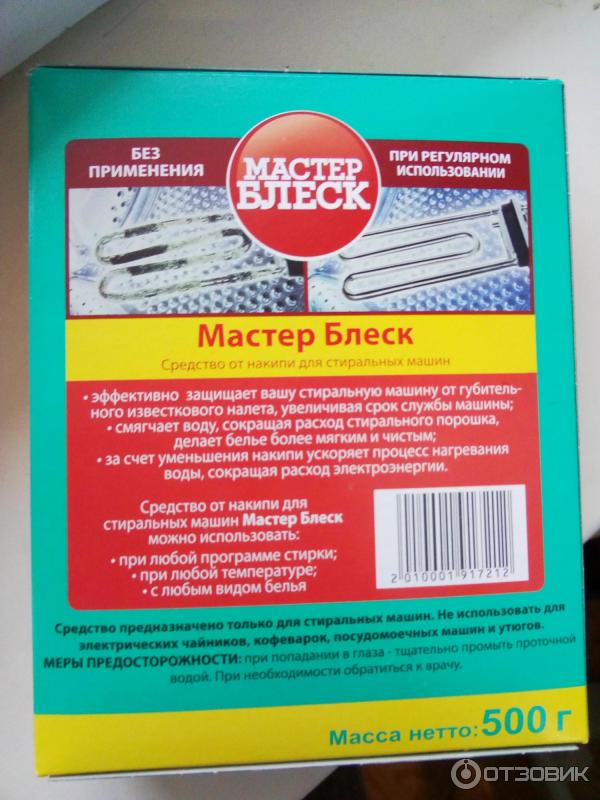 БЕЗ
ПРИМЕНЕНИЯ
МАСТЕР
БЛЕСК
ПРИ РЕГУЛЯРНОМ
ИСПОЛЬЗОВАНИИ
Мастер Блеск
Средство от накипи для стиральных машин
• эффективно защищает вашу стиральную машину от губитель-
ного известкового налета, увеличивая срок службы машины;
• смягчает воду, сокращая расход стирального порошка,
делает белье более мягким и чистым;
• за счет уменьшения накипи ускоряет процесс нагревания
воды, сокращая расход электроэнергии.
Средство от накипи для
стиральных машин Мастер Блеск
можно использовать:
• при любой программе стирки;
• при любой температуре;
• с любым видом белья
2 010001 917212
Средство предназначено только для стиральных машин. Не использовать для
электрических чайников, кофеварок, посудомоечных машин и утюгов.
МЕРЫ ПРЕДОСТОРОЖНОСТИ: при попадании в глаза - тщательно промыть проточной
водой. При необходимости обратиться к врачу.
Масса нетто: 500 г
ОТЗОВИК